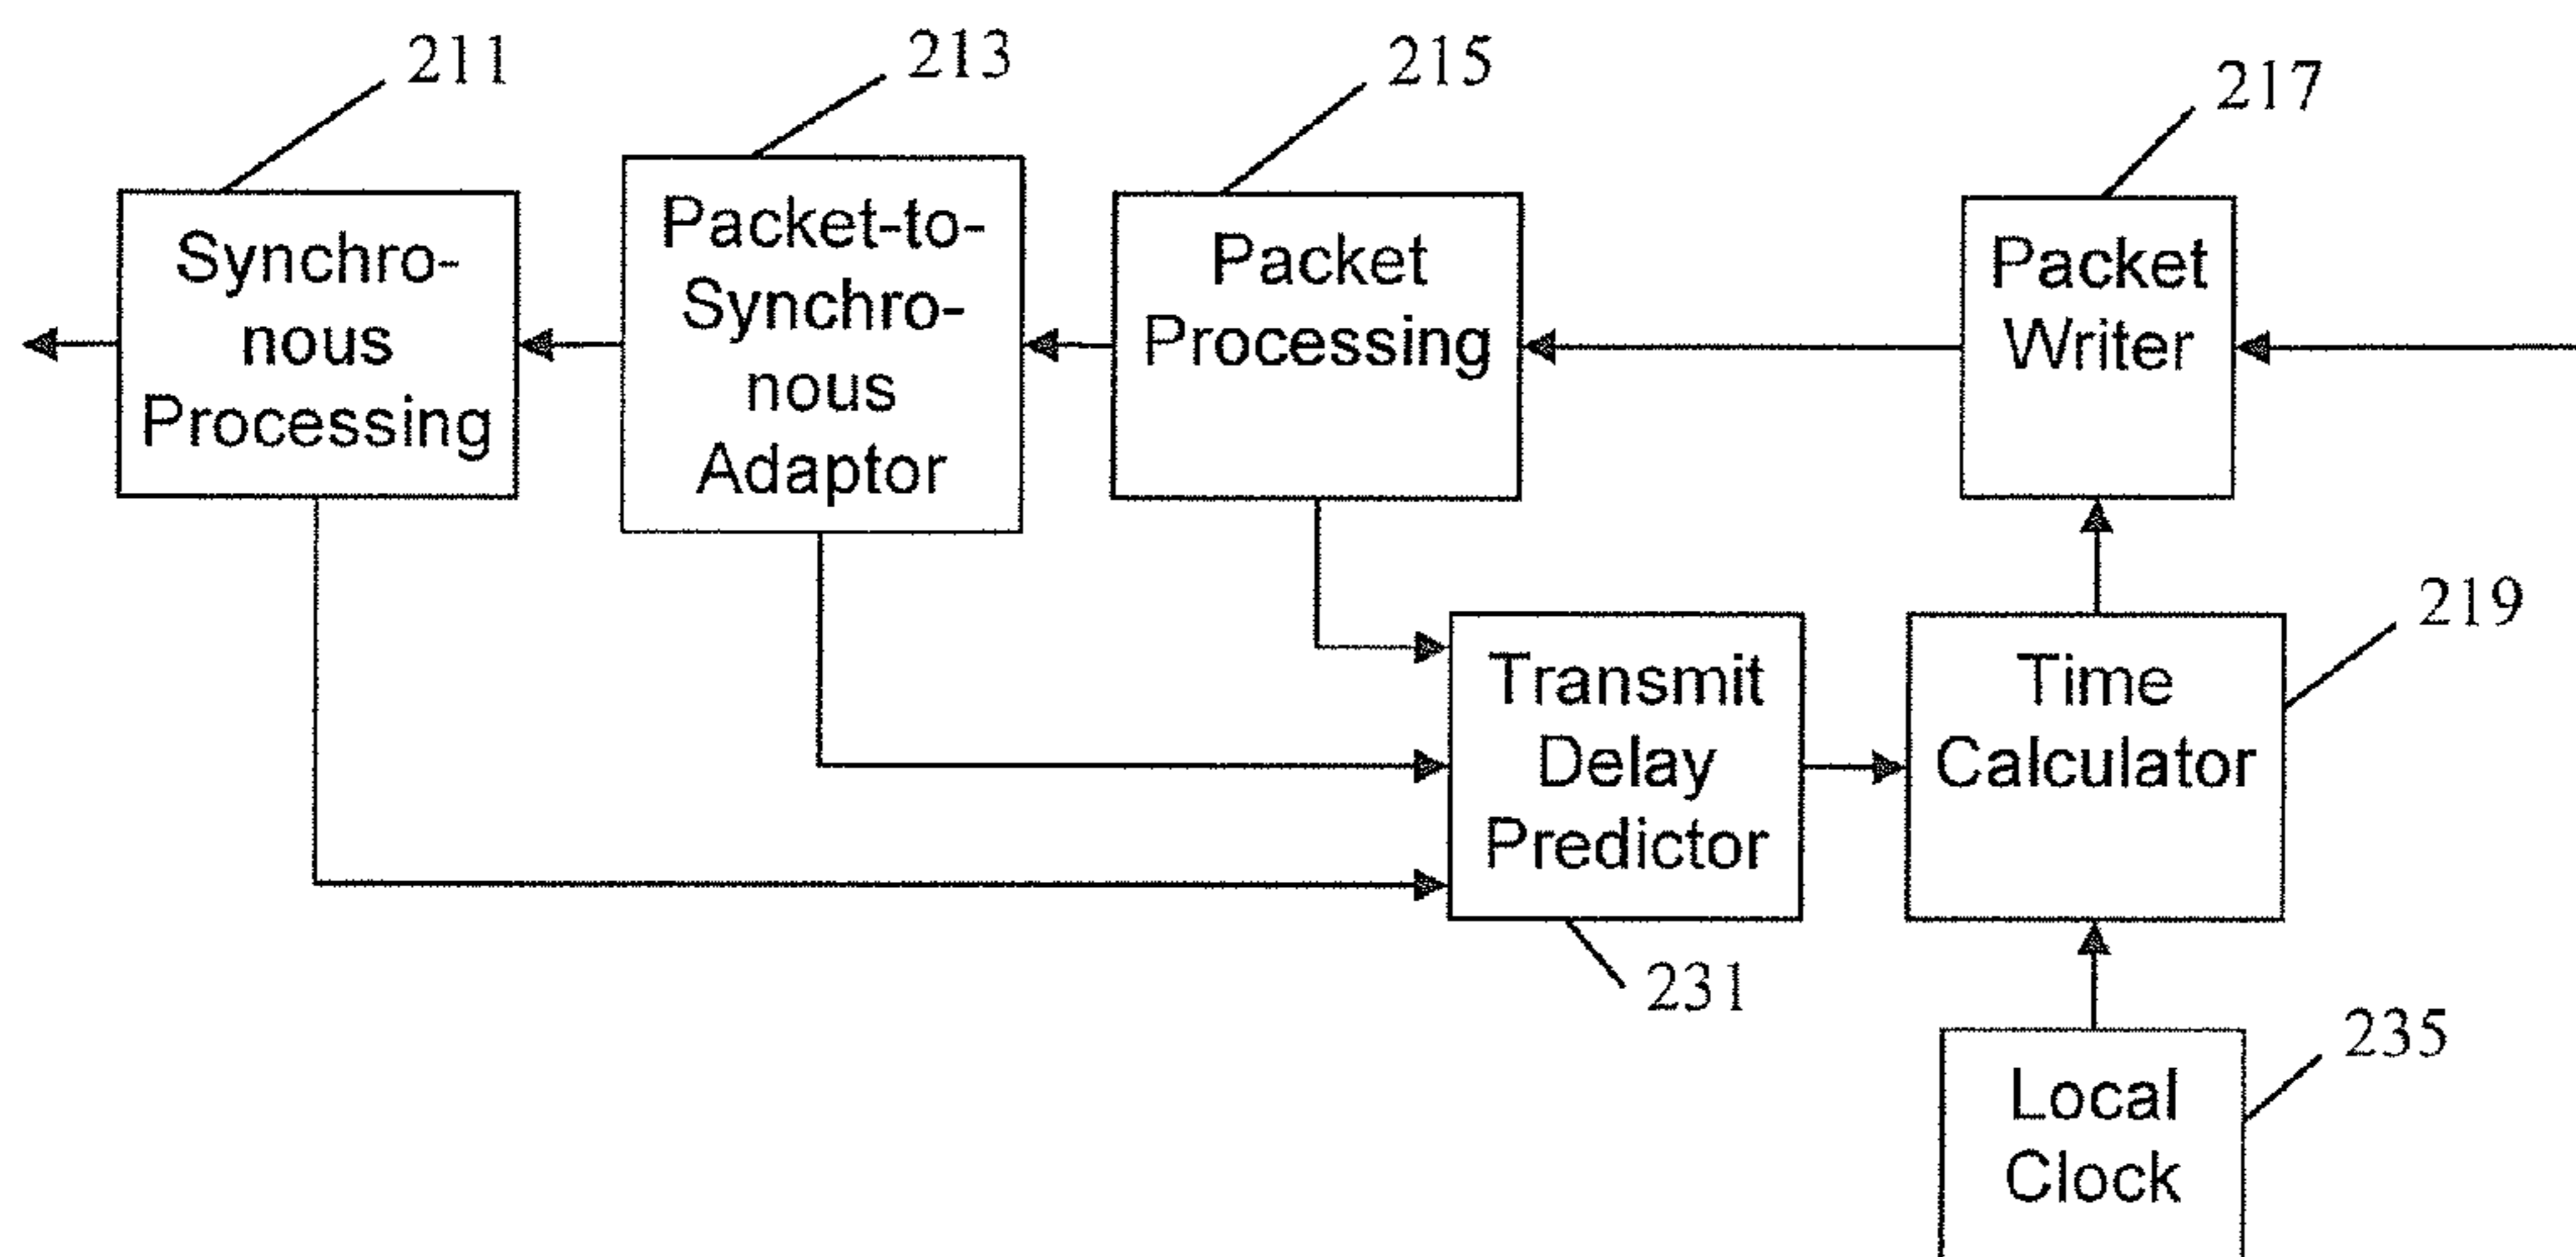 211
213
215
217
Synchro-
nous
Processing
Packet-to-
Synchro-
nous
Adaptor
Packet
Processing
Packet
Writer
Transmit
Delay
Predictor
231
Time
Calculator
219
Local
Clock
235